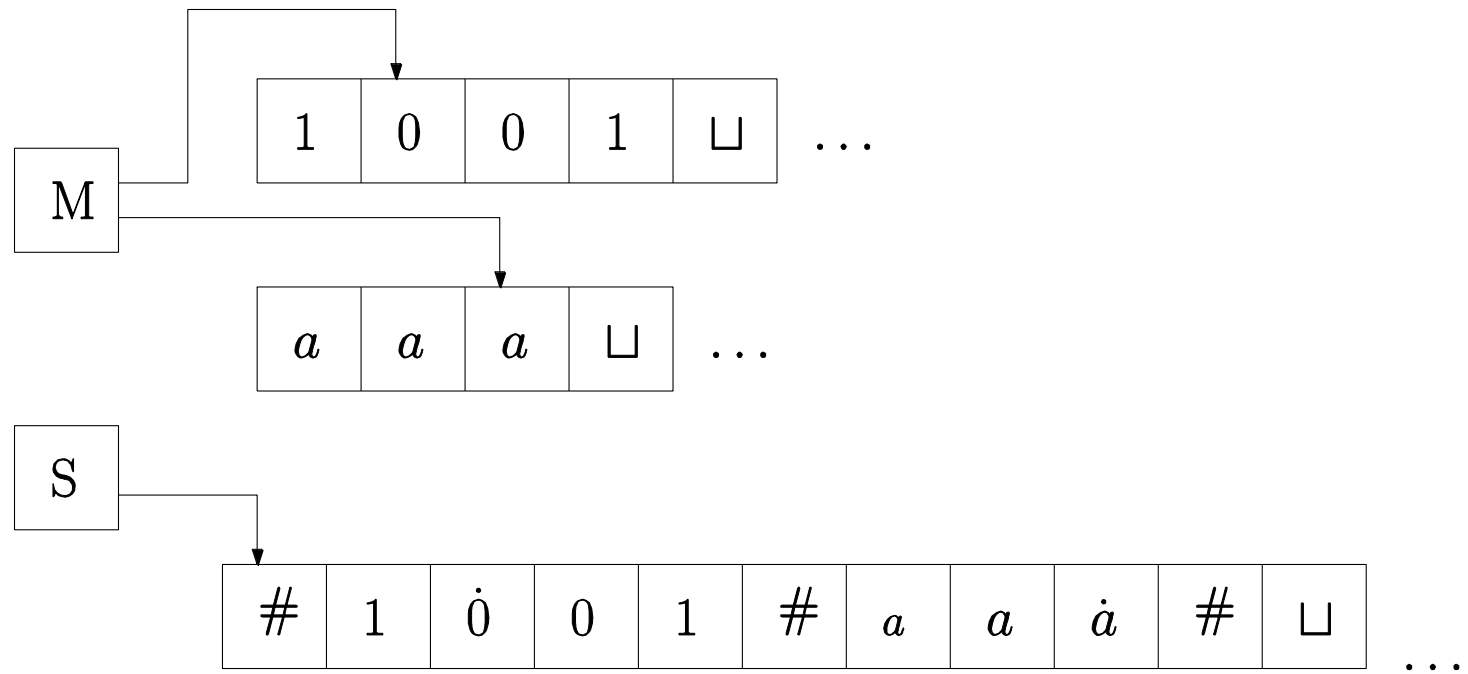 1 0 0 1 ⊔ ...
M
a a a ⊔ ...
S
# 1 0̇ 0 1 # a a ȧ # ⊔ ...